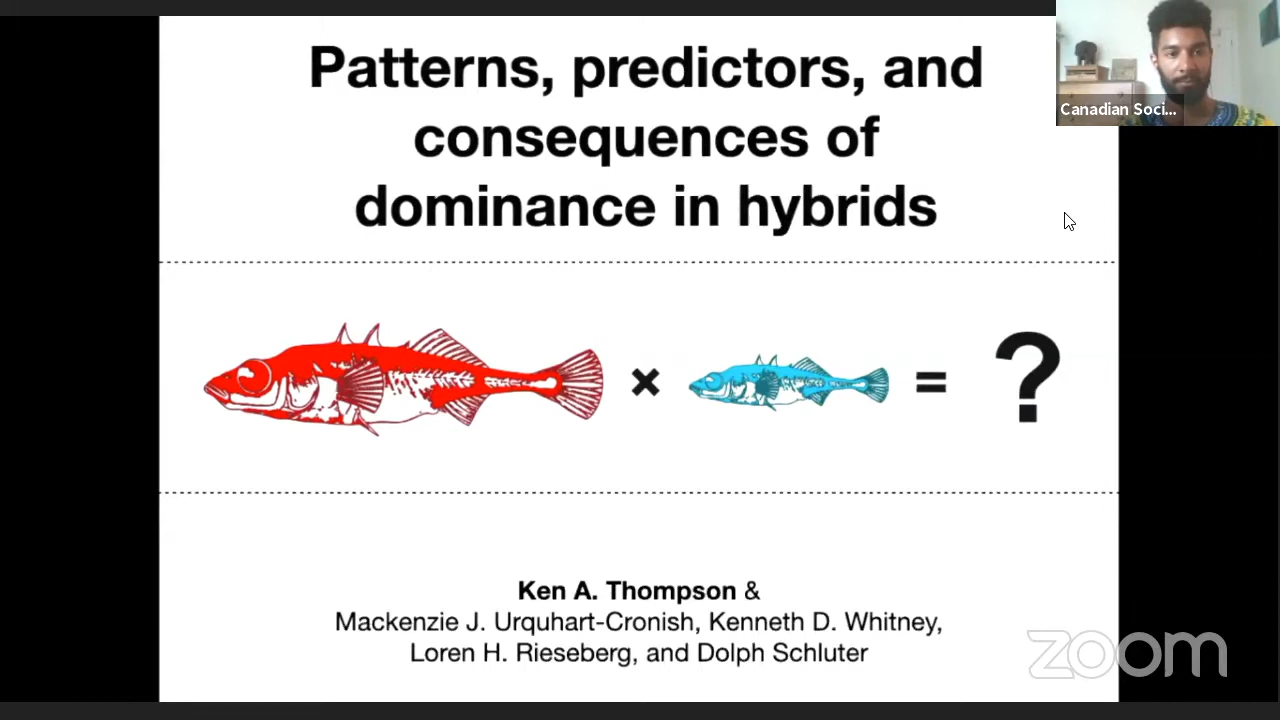 Patterns, predictors, and
consequences of
dominance in hybrids
Canadian Soci...
× = ?
Ken A. Thompson &
Mackenzie J. Urquhart-Cronish, Kenneth D. Whitney,
Loren H. Rieseberg, and Dolph Schluter
zoom